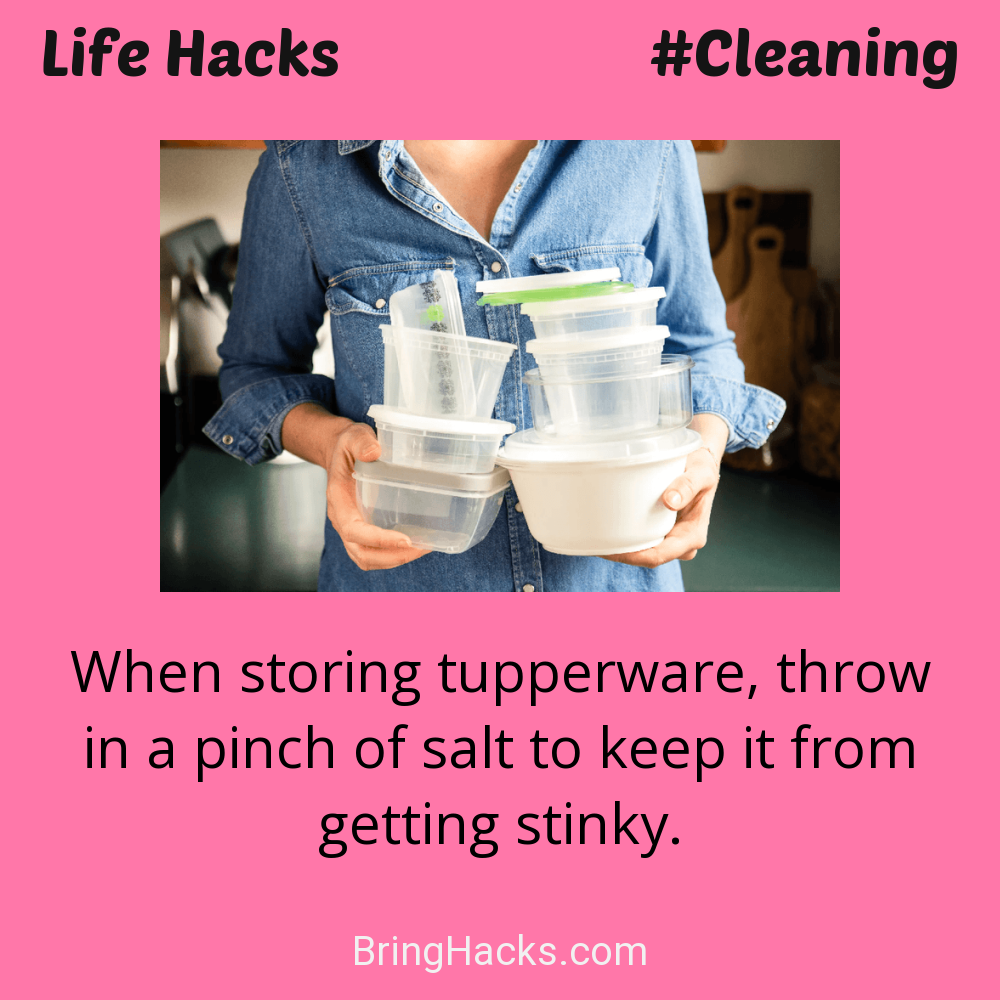 Life Hacks
#Cleaning
When storing tupperware, throw
in a pinch of salt to keep it from
getting stinky.
BringHacks.com